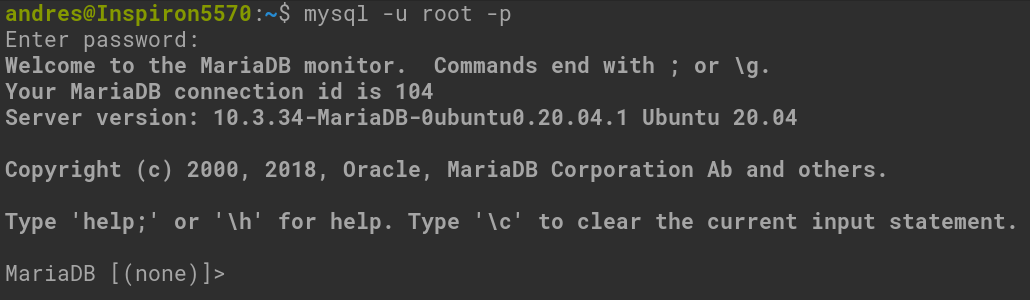 andres@Inspiron5570:~$ mysql -u root -p
Enter password:
Welcome to the MariaDB monitor.  Commands end with ; or \g.
Your MariaDB connection id is 104
Server version: 10.3.34-MariaDB-0ubuntu0.20.04.1 Ubuntu 20.04
Copyright (c) 2000, 2018, Oracle, MariaDB Corporation Ab and others.
Type 'help;' or '\h' for help. Type '\c' to clear the current input statement.
MariaDB [(none)]>